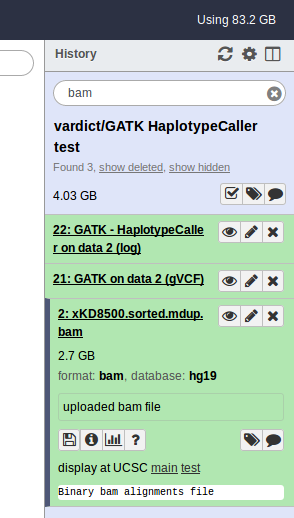 Using 83.2 GB
History
bam
vardict/GATK HaplotypeCaller
test
Found 3, show deleted, show hidden
4.03 GB
22: GATK - HaplotypeCalle
r on data 2 (log)
21: GATK on data 2 (gVCF)
2: xKD8500.sorted.mdup.
bam
2.7 GB
format: bam, database: hg19
uploaded bam file
display at UCSC main test
Binary bam alignments file